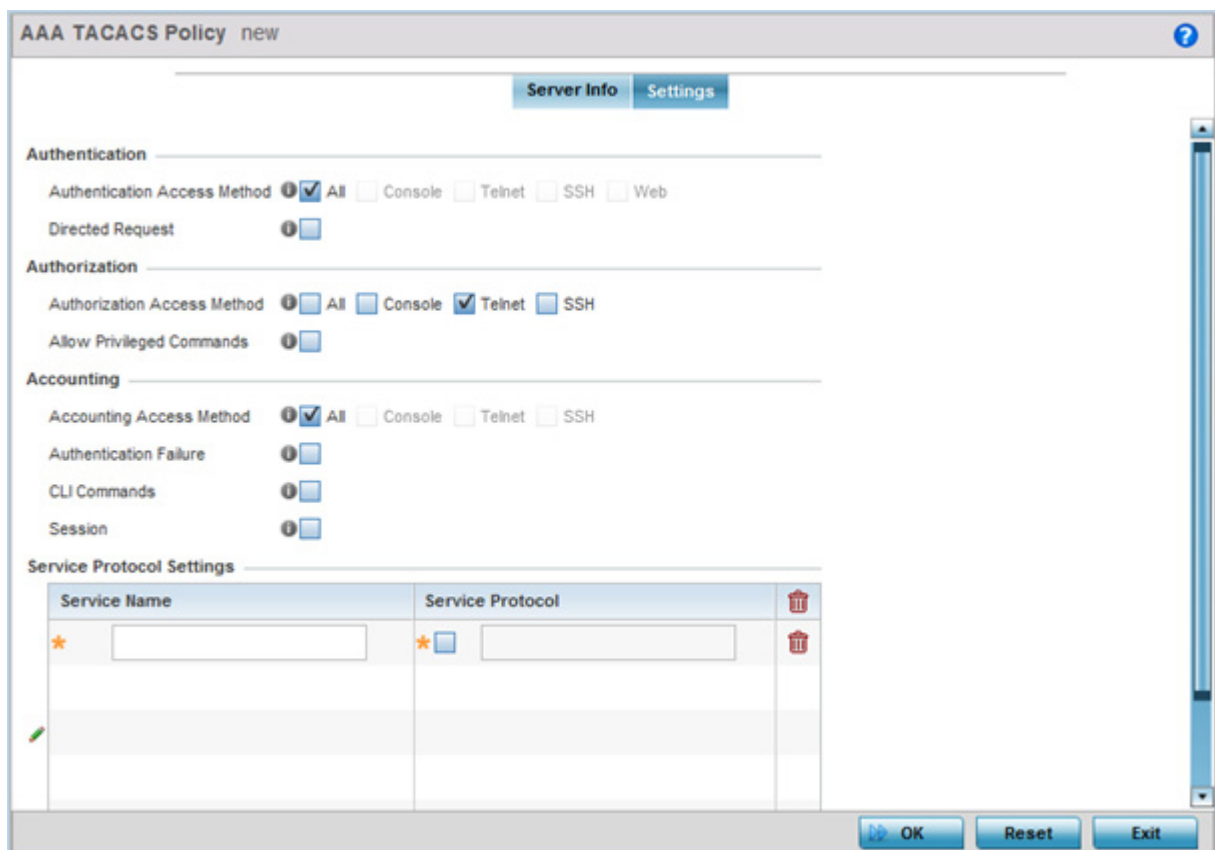 AAA TACACS Policy new
Server Info Settings
Authentication
Authentication Access Method All Console Telnet SSH Web
Directed Request
Authorization
Authorization Access Method All Console Telnet SSH
Allow Privileged Commands
Accounting
Accounting Access Method All Console Telnet SSH
Authentication Failure
CLI Commands
Session
Service Protocol Settings
Service Name Service Protocol
OK Reset Exit